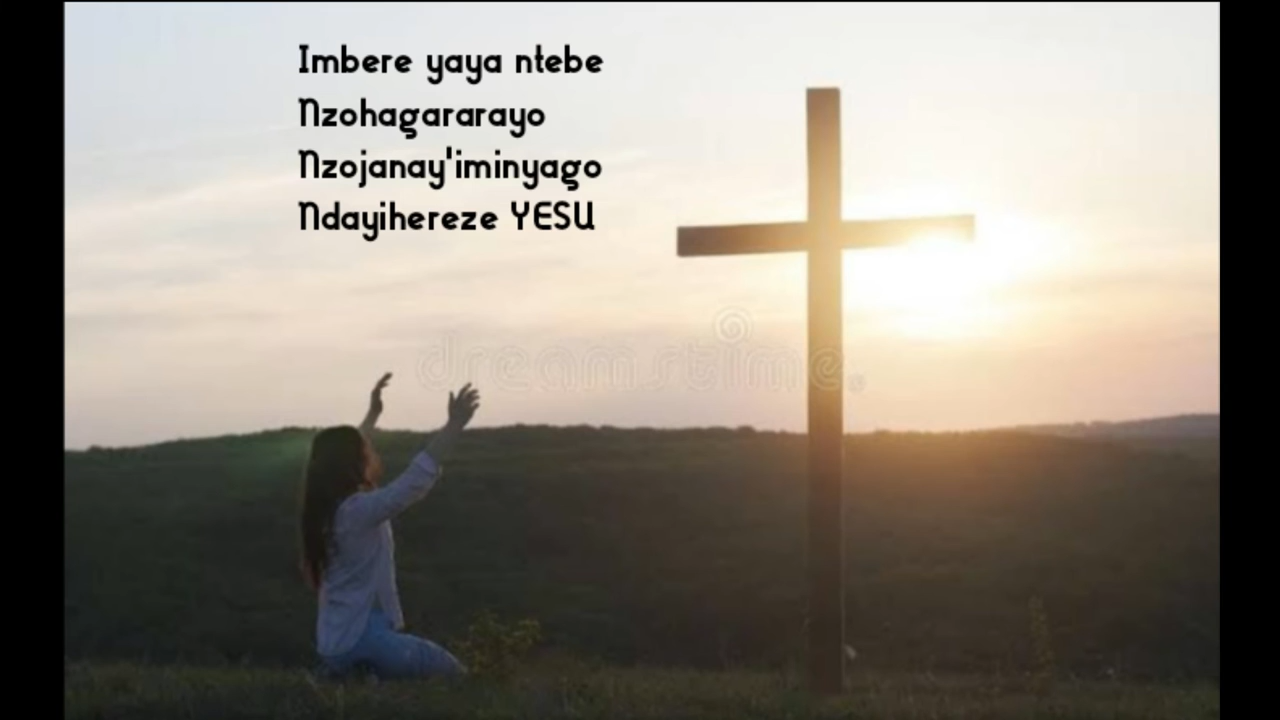 Imbere yaya ntebe
Nzohagararayo
Nzojanay'iminyago
Ndayihereze YESU
dreamstime